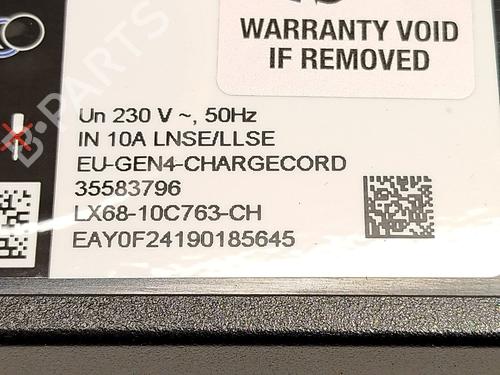 WARRANTY VOID
IF REMOVED
Un 230 V ~, 50Hz
IN 10A LNSE/LLSE
EU-GEN4-CHARGECORD
35583796
LX68-10C763-CH
EAY0F24190185645
B-PARTS